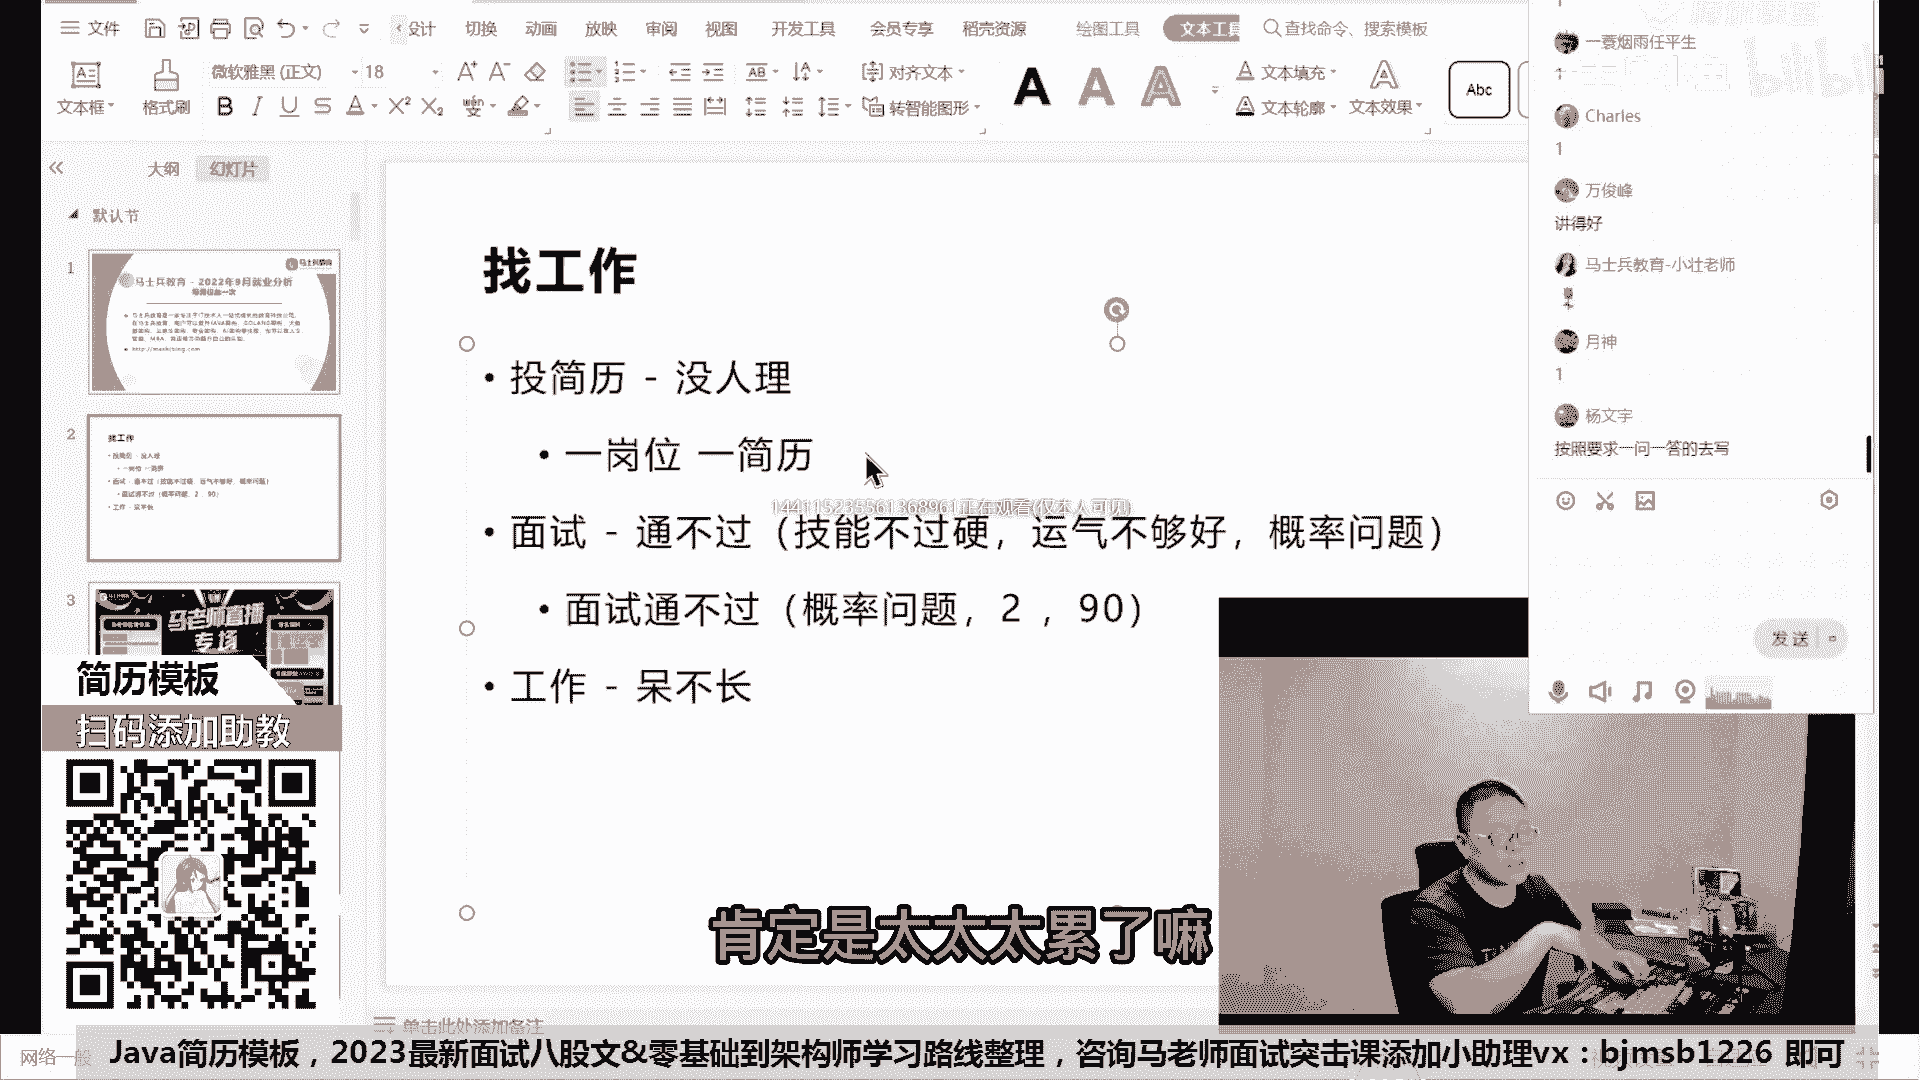 文件
设计
切换
动画
放映
审阅
视图
开发工具
会员专享
稻壳资源
绘图工具
文本工具
查找命令、搜索模板
微软雅黑 (正文)
18
对齐文本
文本填充
Abc
文本框
格式刷
转智能图形
文本轮廓
文本效果
大纲
幻灯片
默认节
1
马士兵教育 - 2022年9月就业分析
2
找工作
3
马老师直播
专场
找工作
• 投简历 - 没人理
• 一岗位 一简历
1441152355561368961正在观看(仅本人可见)
• 面试 - 通不过（技能不过硬，运气不够好，概率问题）
• 面试通不过（概率问题，2 ，90）
• 工作 - 呆不长
一蓑烟雨任平生
1
Charles
1
万俊峰
讲得好
马士兵教育-小壮老师
月神
1
杨文宇
按照要求一问一答的去写
发送
bilibili
简历模板
扫码添加助教
肯定是太太太累了嘛
单击此处添加备注
网络一般
Java简历模板，2023最新面试八股文&零基础到架构师学习路线整理，咨询马老师面试突击课添加小助理vx：bjmsb1226 即可